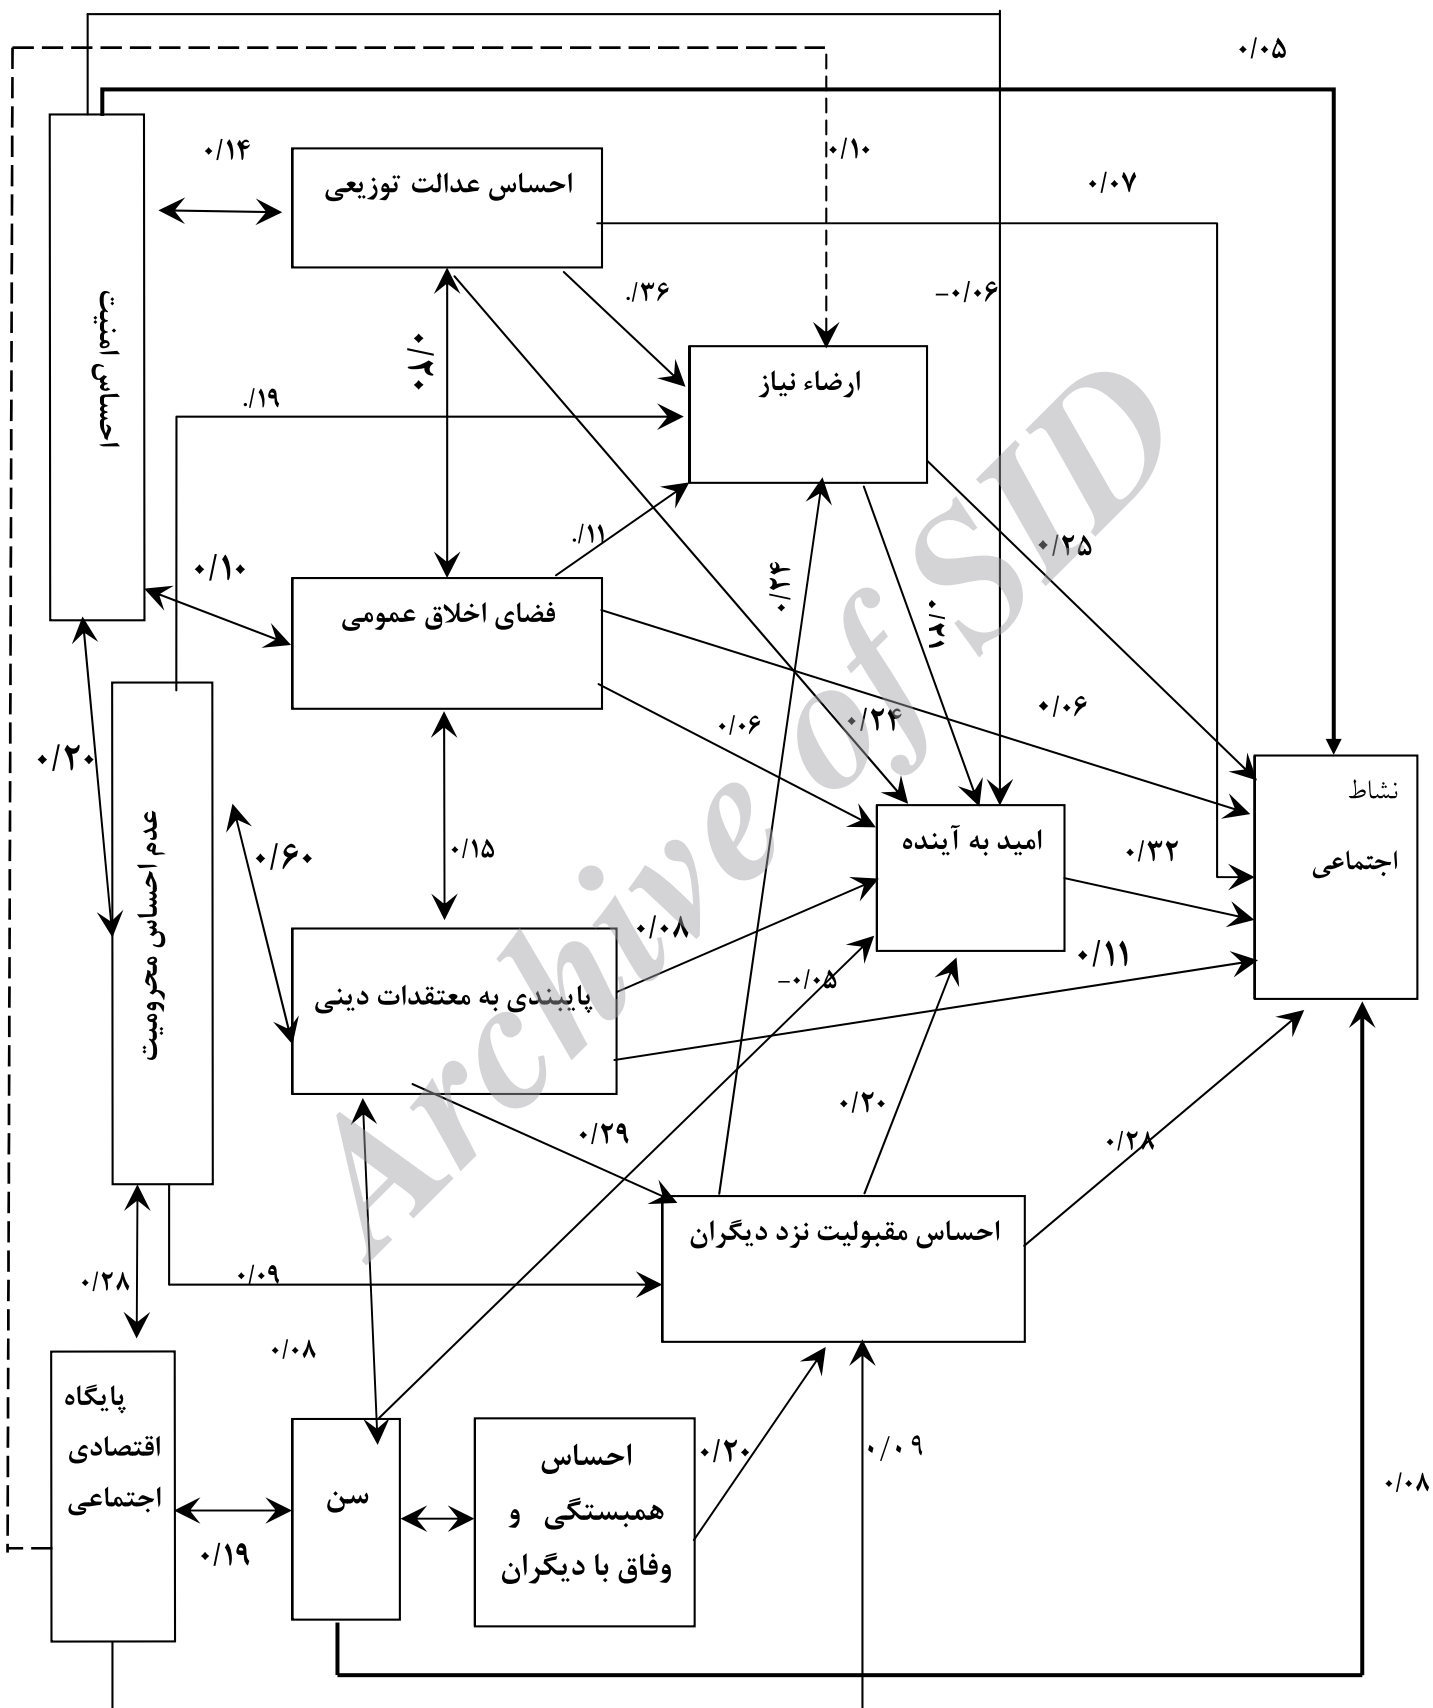 ۰/۰۵
۰/۱۴
احساس عدالت توزیعی
۰/۱۰
۰/۰۷
./۳۶
−۰/۰۶
احساس امنیت
۰/۲۰
ارضاء نیاز
./۱۹
./۱۱
۰/۲۵
۰/۱۰
۰/۲۴
فضای اخلاق عمومی
۰/۲۱
۰/۰۶
۰/۲۴
۰/۰۶
۰/۲۰
نشاط
اجتماعی
امید به آینده
۰/۳۲
۰/۱۵
۰/۶۰
عدم احساس محرومیت
۰/۰۸
۰/۱۱
−۰/۰۵
پایبندی به معتقدات دینی
۰/۲۰
۰/۲۹
۰/۲۸
احساس مقبولیت نزد دیگران
۰/۲۸
۰/۰۹
۰/۰۸
پایگاه
اقتصادی
اجتماعی
سن
احساس
همبستگی و
وفاق با دیگران
۰/۲۰
۰/۰۹
۰/۰۸
۰/۱۹
Archive of SID